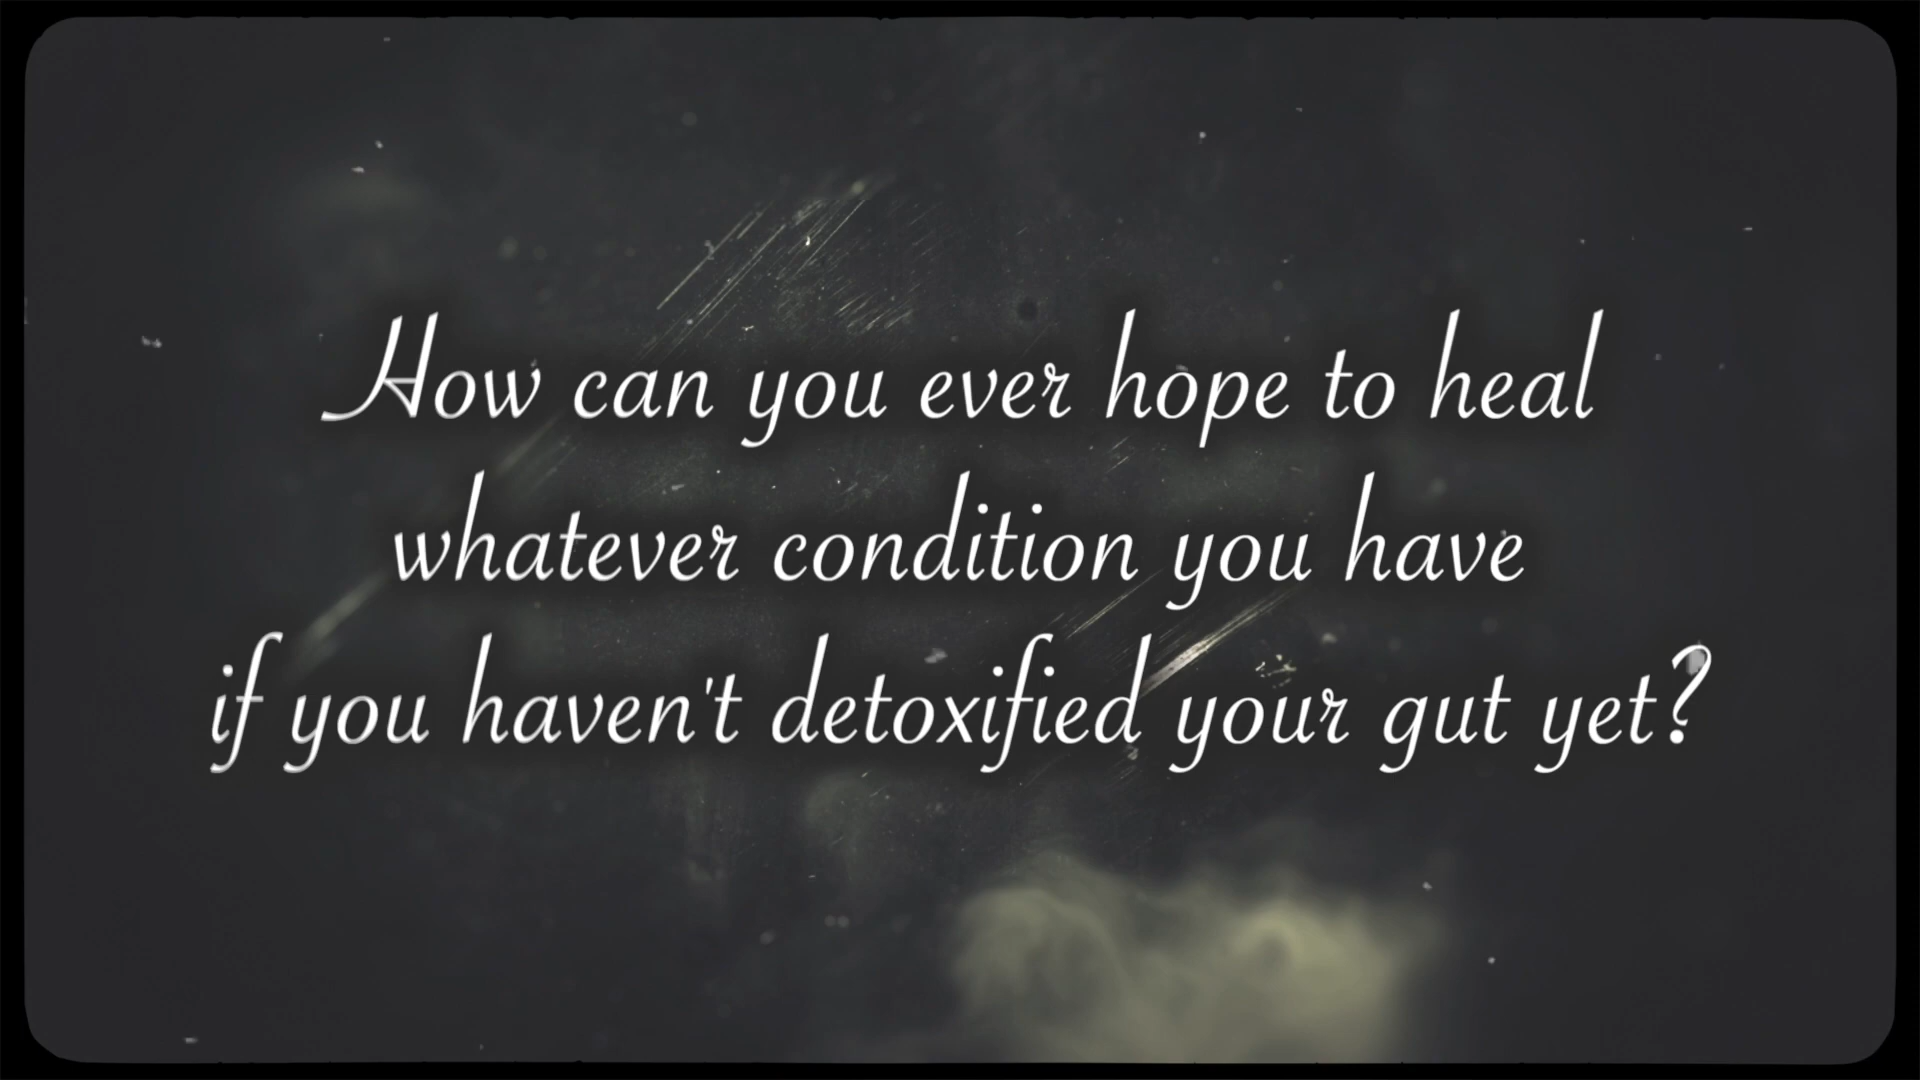 How can you ever hope to heal
whatever condition you have
if you haven't detoxified your gut yet?